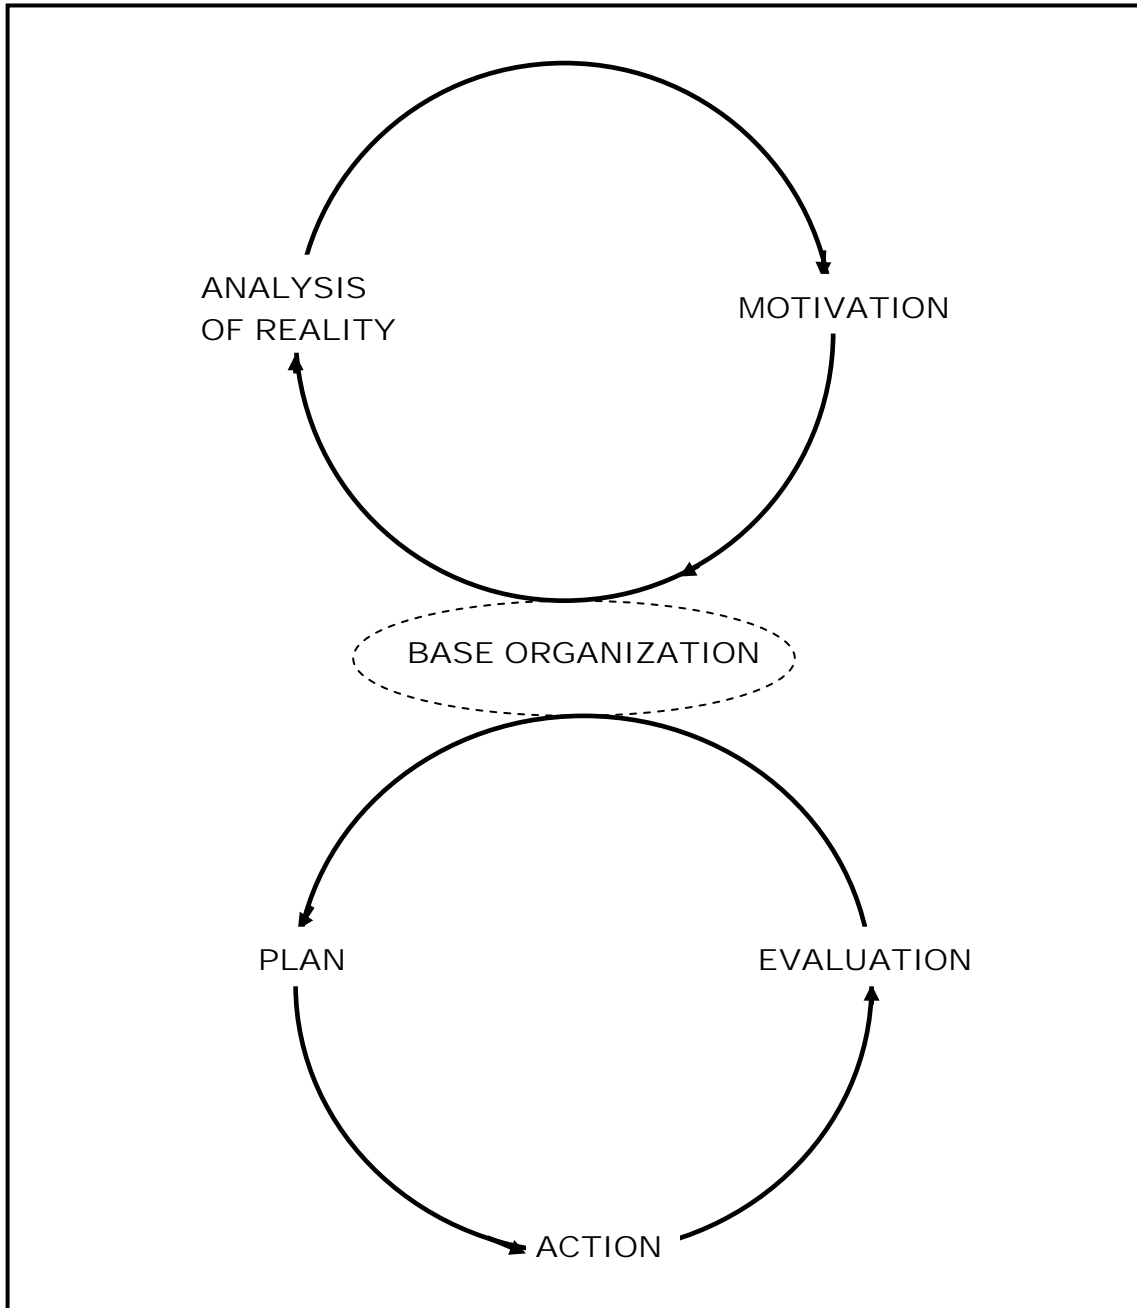 ANALYSIS
OF REALITY
MOTIVATION
BASE ORGANIZATION
PLAN
EVALUATION
ACTION